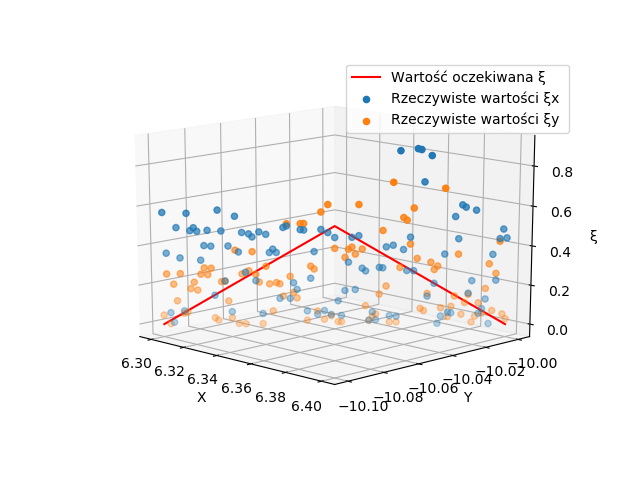 Wartość oczekiwana ξ
Rzeczywiste wartości ξx
Rzeczywiste wartości ξy
0.8
0.6
ξ
0.4
0.2
0.0
6.30
6.32
6.34
6.36
6.38
6.40
X
−10.10
−10.08
−10.06
−10.04
−10.02
−10.00
Y